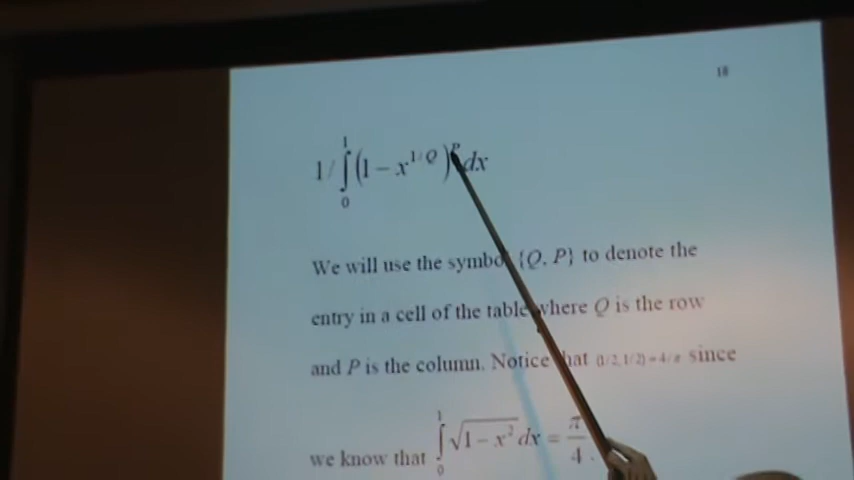 18
1 / ∫₀¹ (1 − x^{1/Q})^P dx
We will use the symbol {Q, P} to denote the
entry in a cell of the table where Q is the row
and P is the column. Notice that {1/2, 1/2} = 4/π since
we know that ∫₀¹ √(1 − x²) dx = π/4.